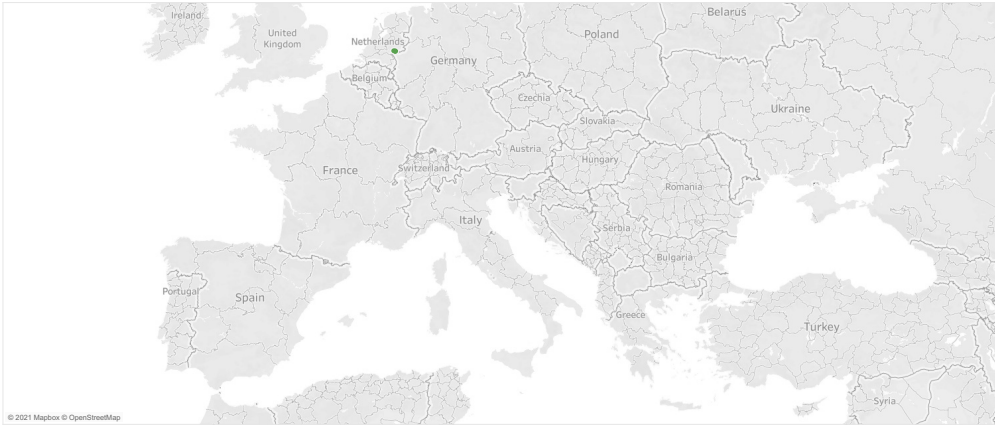 Ireland
Belarus
United
Kingdom
Netherlands
Poland
Germany
Belgium
Czechia
Ukraine
Slovakia
Austria
Hungary
France
Switzerland
Romania
Italy
Serbia
Bulgaria
Portugal
Spain
Greece
Turkey
Syria
© 2021 Mapbox © OpenStreetMap